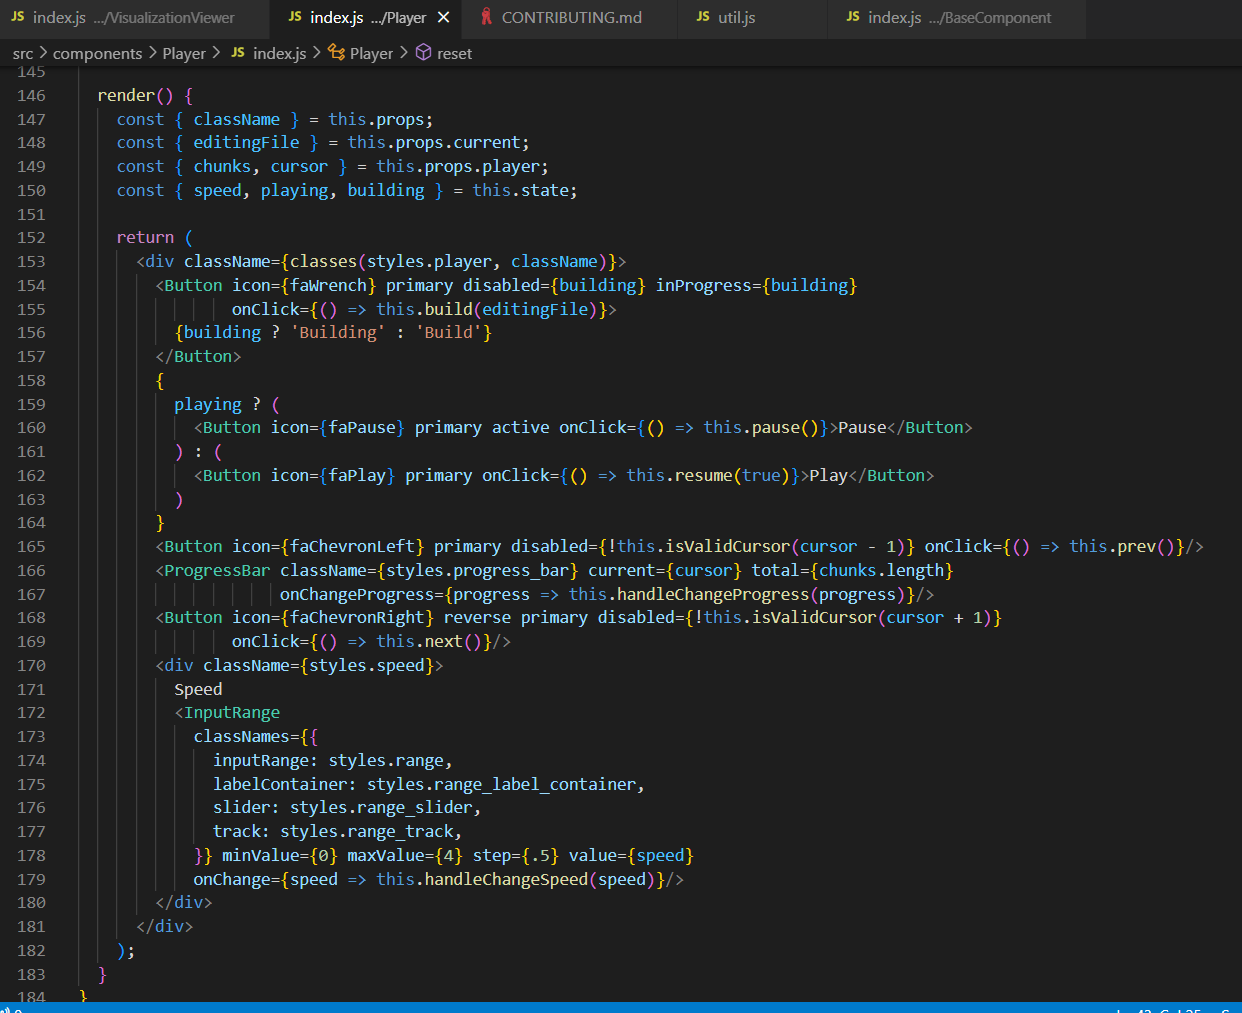 JS index.js .../VisualizationViewer JS index.js .../Player × CONTRIBUTING.md JS util.js JS index.js .../BaseComponent
src > components > Player > JS index.js > Player > reset
145
146 render() {
147 const { className } = this.props;
148 const { editingFile } = this.props.current;
149 const { chunks, cursor } = this.props.player;
150 const { speed, playing, building } = this.state;
151
152 return (
153 <div className={classes(styles.player, className)}>
154 <Button icon={faWrench} primary disabled={building} inProgress={building}
155 onClick={() => this.build(editingFile)}>
156 {building ? 'Building' : 'Build'}
157 </Button>
158 {
159 playing ? (
160 <Button icon={faPause} primary active onClick={() => this.pause()}>Pause</Button>
161 ) : (
162 <Button icon={faPlay} primary onClick={() => this.resume(true)}>Play</Button>
163 )
164 }
165 <Button icon={faChevronLeft} primary disabled={!this.isValidCursor(cursor - 1)} onClick={() => this.prev()}/>
166 <ProgressBar className={styles.progress_bar} current={cursor} total={chunks.length}
167 onChangeProgress={progress => this.handleChangeProgress(progress)}/>
168 <Button icon={faChevronRight} reverse primary disabled={!this.isValidCursor(cursor + 1)}
169 onClick={() => this.next()}/>
170 <div className={styles.speed}>
171 Speed
172 <InputRange
173 classNames={{
174 inputRange: styles.range,
175 labelContainer: styles.range_label_container,
176 slider: styles.range_slider,
177 track: styles.range_track,
178 }} minValue={0} maxValue={4} step={.5} value={speed}
179 onChange={speed => this.handleChangeSpeed(speed)}/>
180 </div>
181 </div>
182 );
183 }
184 }